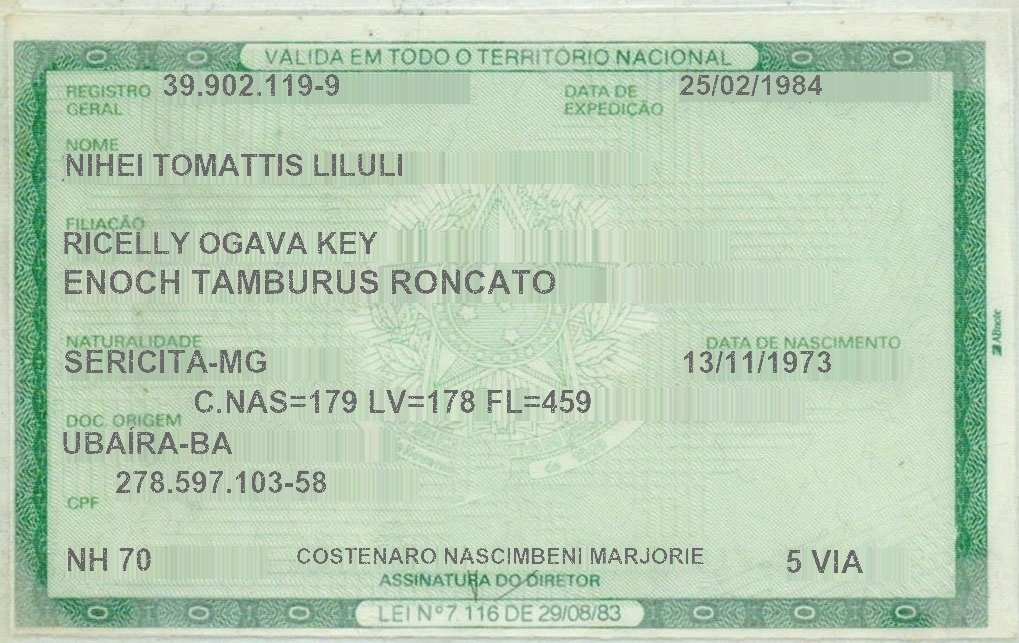 VÁLIDA EM TODO O TERRITÓRIO NACIONAL
REGISTRO GERAL 39.902.119-9 DATA DE EXPEDIÇÃO 25/02/1984
NOME
NIHEI TOMATTIS LILULI
FILIAÇÃO
RICELLY OGAVA KEY
ENOCH TAMBURUS RONCATO
NATURALIDADE DATA DE NASCIMENTO
SERICITA-MG 13/11/1973
C.NAS=179 LV=178 FL=459
DOC. ORIGEM
UBAÍRA-BA
278.597.103-58
CPF
NH 70 COSTENARO NASCIMBENI MARJORIE 5 VIA
ASSINATURA DO DIRETOR
LEI Nº 7.116 DE 29/08/83
ABnote